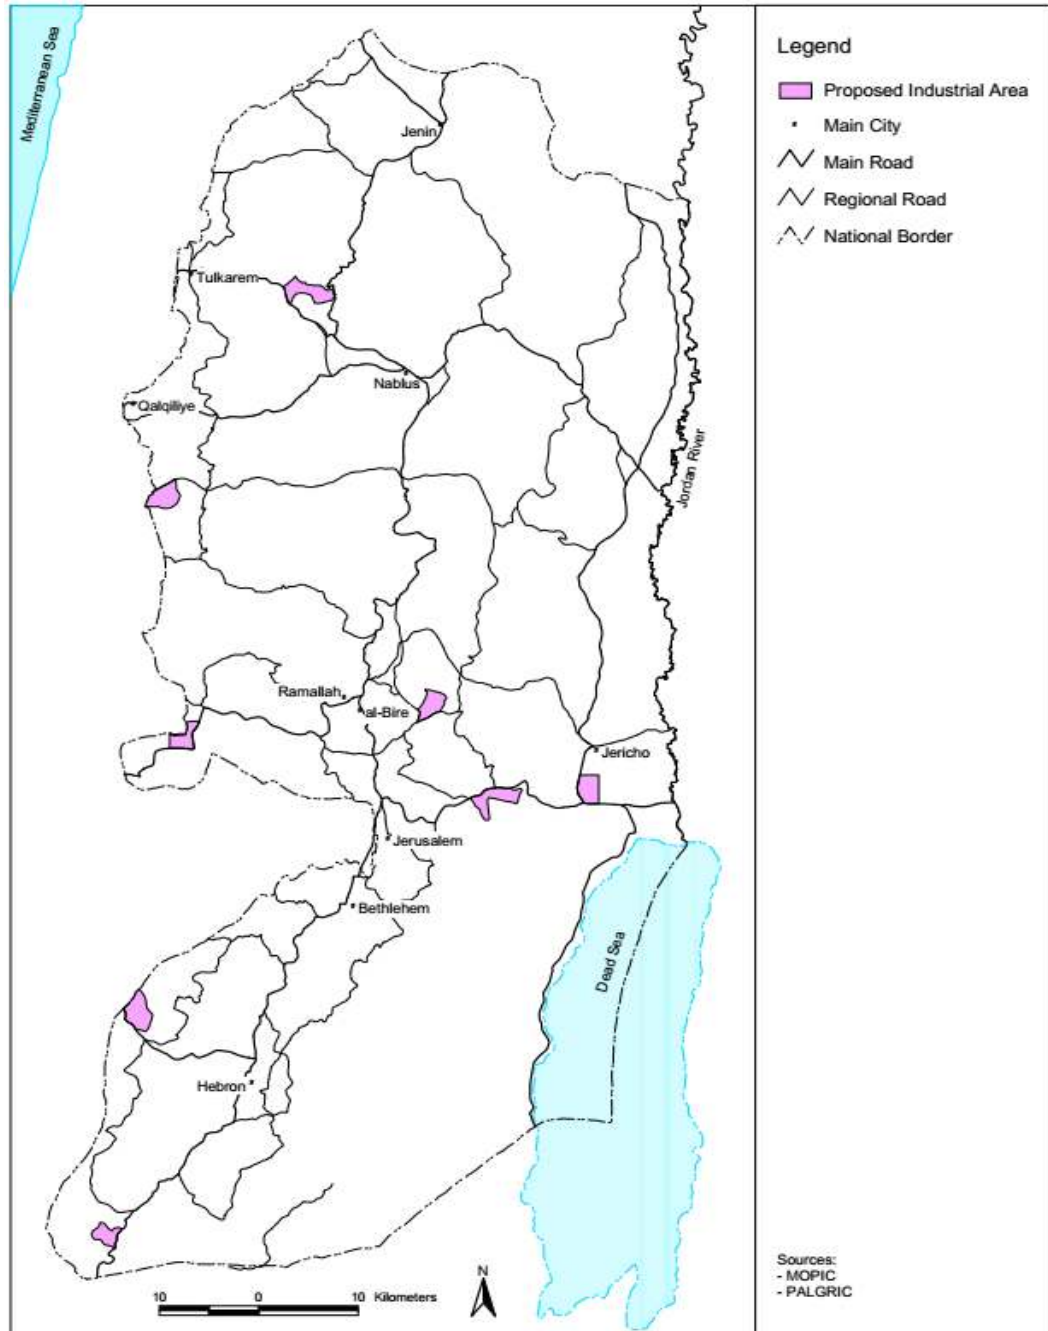 Mediterranean Sea
Jenin
Tulkarem
Nablus
Qalqiliye
Jordan River
Ramallah
al-Bire
Jericho
Jerusalem
Bethlehem
Dead Sea
Hebron
10 0 10 Kilometers
N
Legend
Proposed Industrial Area
Main City
Main Road
Regional Road
National Border
Sources:
- MOPIC
- PALGRIC